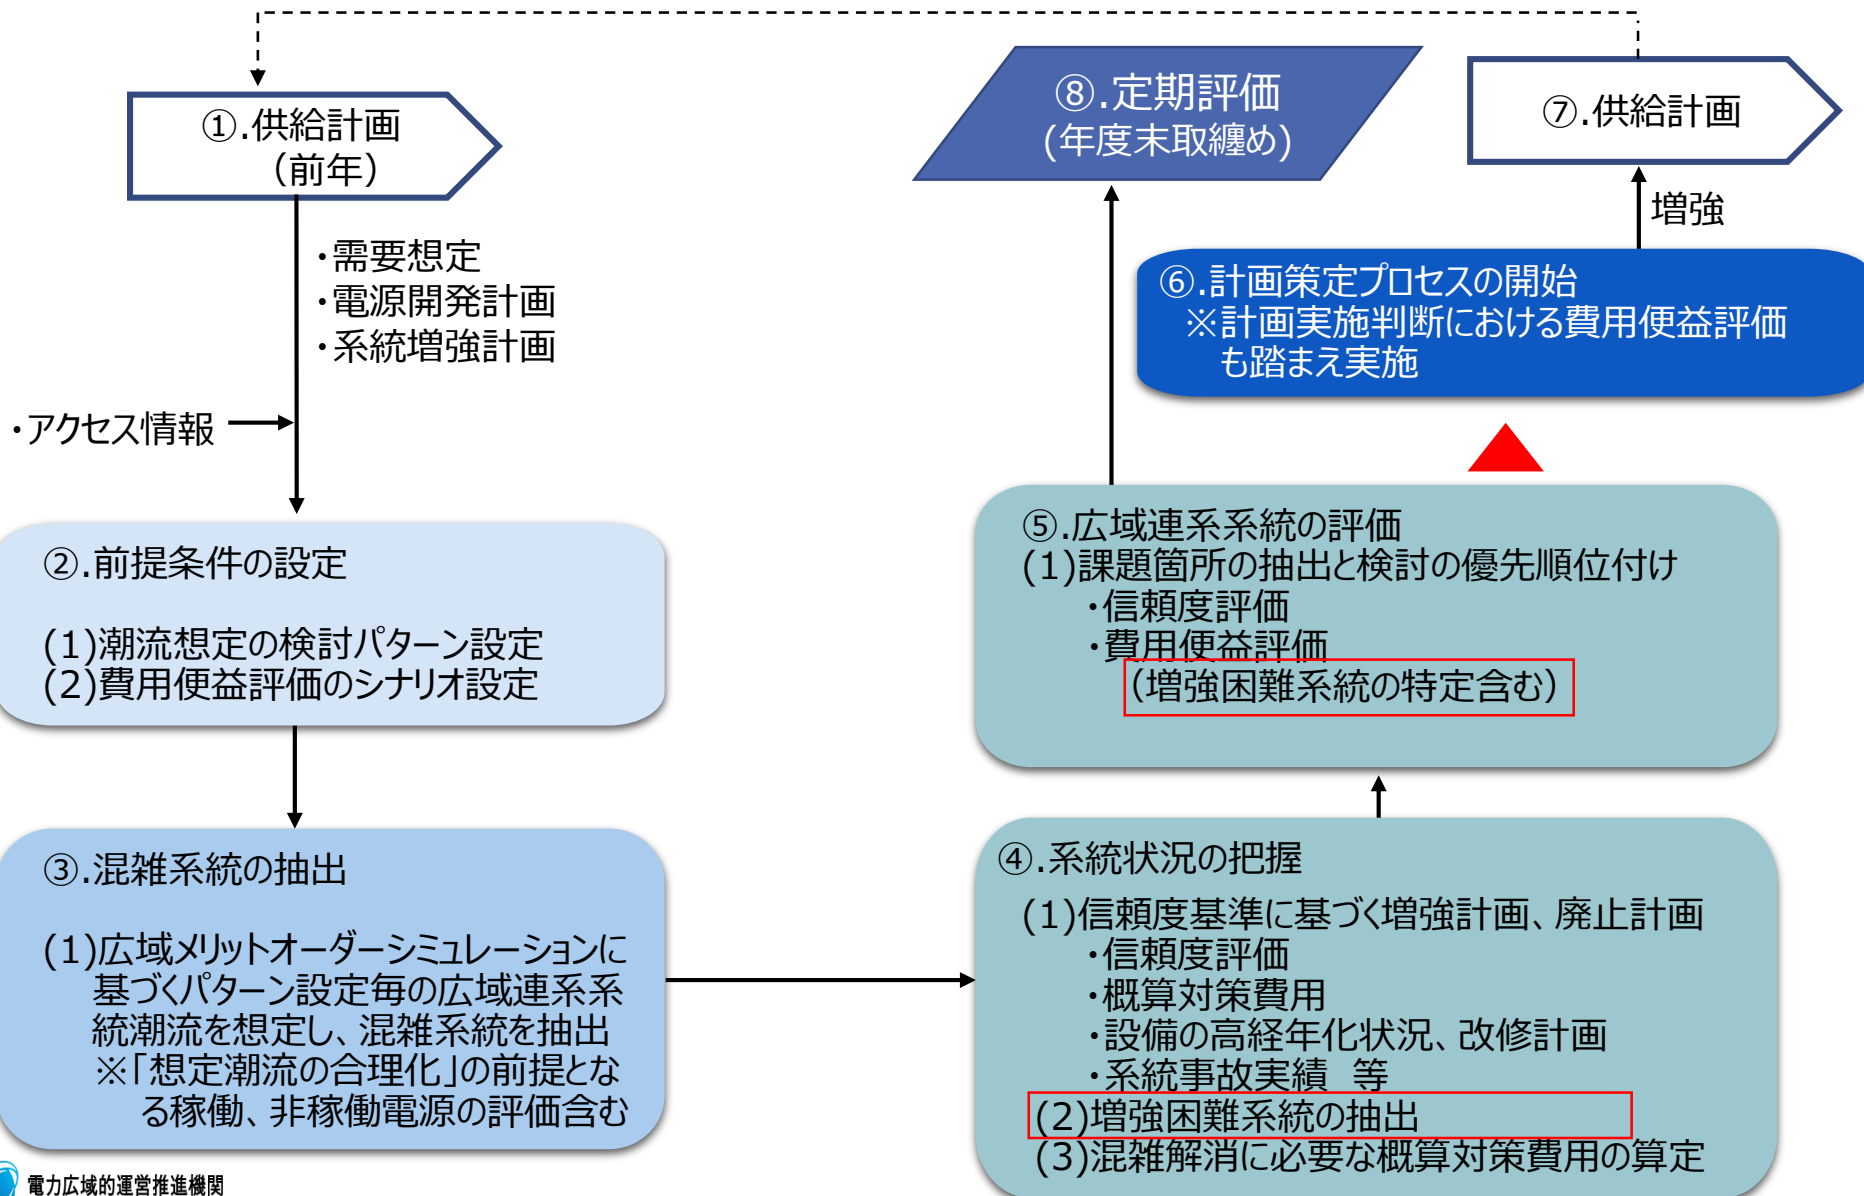 ①.供給計画
(前年)
・需要想定
・電源開発計画
・系統増強計画
・アクセス情報
②.前提条件の設定
(1)潮流想定の検討パターン設定
(2)費用便益評価のシナリオ設定
③.混雑系統の抽出
(1)広域メリットオーダーシミュレーションに
基づくパターン設定毎の広域連系系
統潮流を想定し、混雑系統を抽出
※「想定潮流の合理化」の前提とな
る稼働、非稼働電源の評価含む
④.系統状況の把握
(1)信頼度基準に基づく増強計画、廃止計画
・信頼度評価
・概算対策費用
・設備の高経年化状況、改修計画
・系統事故実績 等
(2)増強困難系統の抽出
(3)混雑解消に必要な概算対策費用の算定
⑤.広域連系系統の評価
(1)課題箇所の抽出と検討の優先順位付け
・信頼度評価
・費用便益評価
(増強困難系統の特定含む)
⑥.計画策定プロセスの開始
※計画実施判断における費用便益評価
も踏まえ実施
増強
⑦.供給計画
⑧.定期評価
(年度末取纏め)
電力広域的運営推進機関